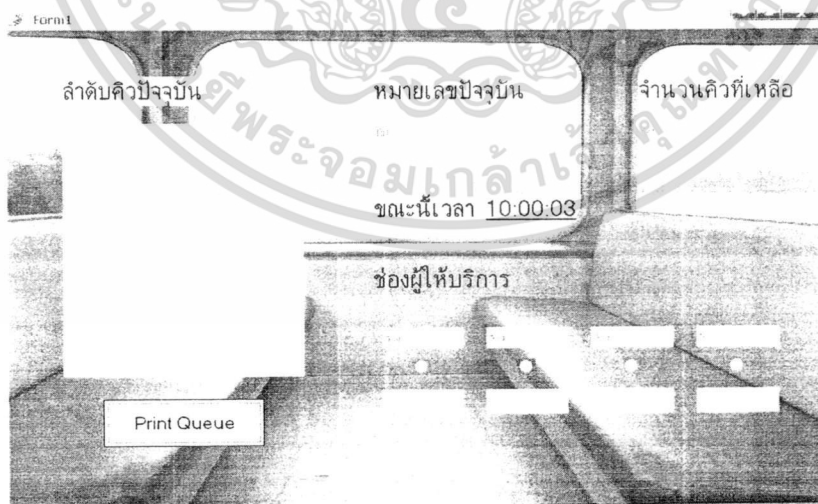 Form1
ลำดับคิวปัจจุบัน
หมายเลขปัจจุบัน
จำนวนคิวที่เหลือ
ขณะนี้เวลา 10:00:03
ช่องผู้ให้บริการ
Print Queue